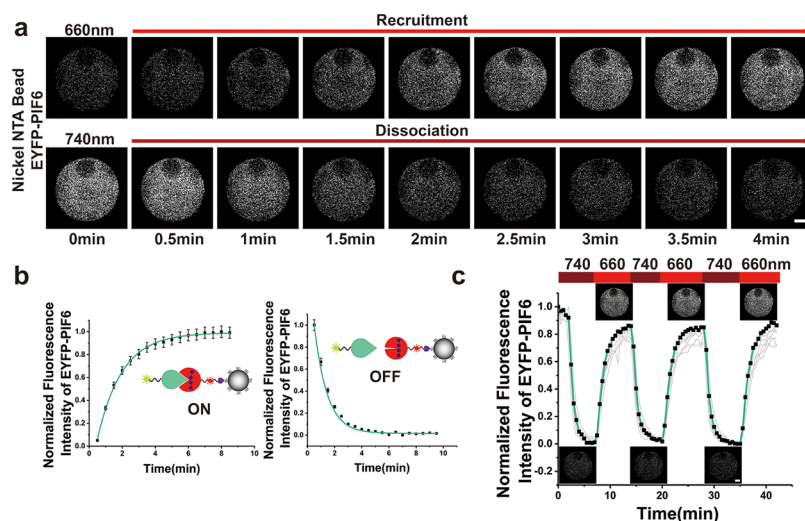 a
660nm
Recruitment
Nickel NTA Bead
EYFP-PIF6
740nm
Dissociation
0min 0.5min 1min 1.5min 2min 2.5min 3min 3.5min 4min
b
Normalized Fluorescence
Intensity of EYFP-PIF6
1.0
0.8
0.6
0.4
0.2
0.0
ON
0 2 4 6 8 10
Time(min)
Normalized Fluorescence
Intensity of EYFP-PIF6
1.0
0.8
0.6
0.4
0.2
0.0
OFF
0 2 4 6 8 10
Time(min)
c
740 660 740 660 740 660nm
Normalized Fluorescence
Intensity of EYFP-PIF6
1.0
0.8
0.6
0.4
0.2
0.0
-0.2
0 10 20 30 40
Time(min)